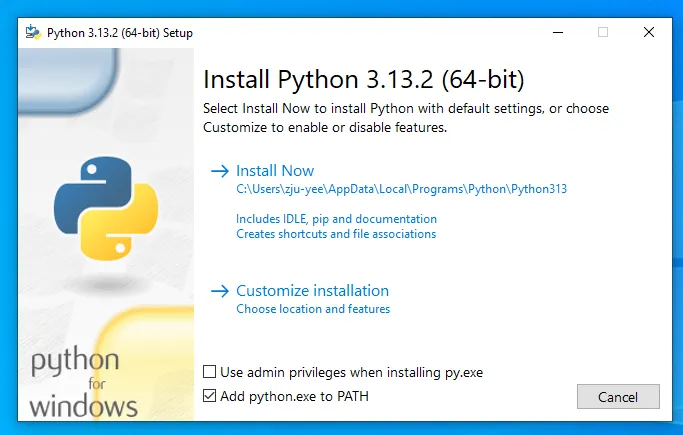 Python 3.13.2 (64-bit) Setup
Install Python 3.13.2 (64-bit)
Select Install Now to install Python with default settings, or choose
Customize to enable or disable features.
Install Now
C:\Users\zju-yee\AppData\Local\Programs\Python\Python313
Includes IDLE, pip and documentation
Creates shortcuts and file associations
Customize installation
Choose location and features
Use admin privileges when installing py.exe
Add python.exe to PATH
Cancel
python
for
windows